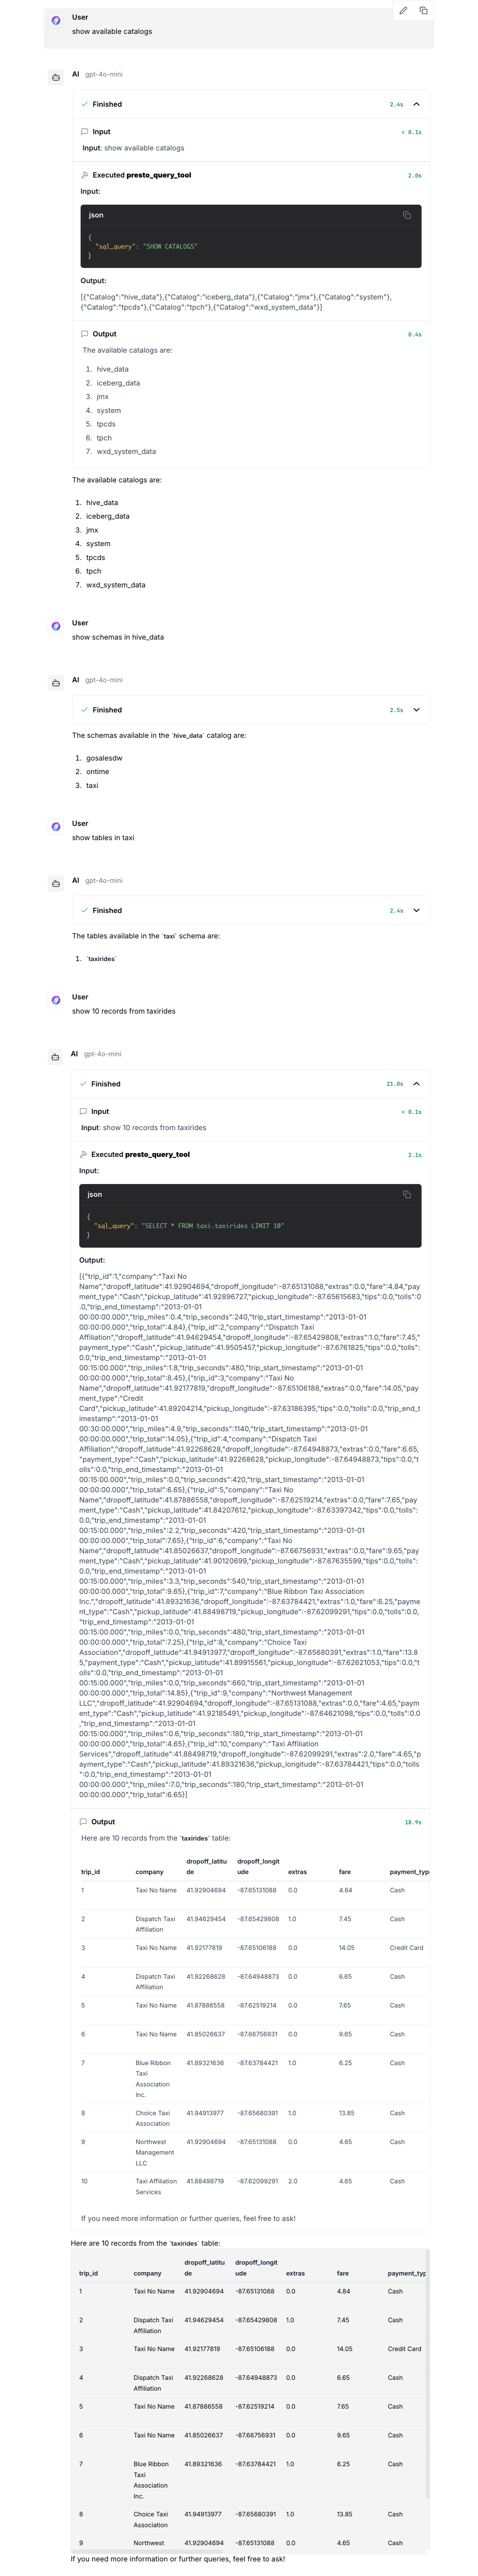 User
show available catalogs
AI gpt-4o-mini
Finished 2.4s
Input < 0.1s
Input: show available catalogs
Executed presto_query_tool 2.0s
Input:
json
{
"sql_query": "SHOW CATALOGS"
}
Output:
[{"Catalog":"hive_data"},{"Catalog":"iceberg_data"},{"Catalog":"jmx"},{"Catalog":"system"},
{"Catalog":"tpcds"},{"Catalog":"tpch"},{"Catalog":"wxd_system_data"}]
Output 0.4s
The available catalogs are:
1. hive_data
2. iceberg_data
3. jmx
4. system
5. tpcds
6. tpch
7. wxd_system_data
The available catalogs are:
1. hive_data
2. iceberg_data
3. jmx
4. system
5. tpcds
6. tpch
7. wxd_system_data
User
show schemas in hive_data
AI gpt-4o-mini
Finished 2.5s
The schemas available in the `hive_data` catalog are:
1. gosalesdw
2. ontime
3. taxi
User
show tables in taxi
AI gpt-4o-mini
Finished 2.4s
The tables available in the `taxi` schema are:
1. `taxirides`
User
show 10 records from taxirides
AI gpt-4o-mini
Finished 21.0s
Input < 0.1s
Input: show 10 records from taxirides
Executed presto_query_tool 2.1s
Input:
json
{
"sql_query": "SELECT * FROM taxi.taxirides LIMIT 10"
}
Output:
[{"trip_id":1,"company":"Taxi No
Name","dropoff_latitude":41.92904694,"dropoff_longitude":-87.65131088,"extras":0.0,"fare":4.84,"pay
ment_type":"Cash","pickup_latitude":41.92896727,"pickup_longitude":-87.65615683,"tips":0.0,"tolls":0
.0,"trip_end_timestamp":"2013-01-01
00:00:00.000","trip_miles":0.4,"trip_seconds":240,"trip_start_timestamp":"2013-01-01
00:00:00.000","trip_total":4.84},{"trip_id":2,"company":"Dispatch Taxi
Affiliation","dropoff_latitude":41.94629454,"dropoff_longitude":-87.65429808,"extras":1.0,"fare":7.45,"
payment_type":"Cash","pickup_latitude":41.9505457,"pickup_longitude":-87.6761825,"tips":0.0,"tolls":
0.0,"trip_end_timestamp":"2013-01-01
00:15:00.000","trip_miles":1.8,"trip_seconds":480,"trip_start_timestamp":"2013-01-01
00:00:00.000","trip_total":8.45},{"trip_id":3,"company":"Taxi No
Name","dropoff_latitude":41.92177819,"dropoff_longitude":-87.65106188,"extras":0.0,"fare":14.05,"pay
ment_type":"Credit
Card","pickup_latitude":41.89204214,"pickup_longitude":-87.63186395,"tips":0.0,"tolls":0.0,"trip_end_t
imestamp":"2013-01-01
00:30:00.000","trip_miles":4.9,"trip_seconds":1140,"trip_start_timestamp":"2013-01-01
00:00:00.000","trip_total":14.05},{"trip_id":4,"company":"Dispatch Taxi
Affiliation","dropoff_latitude":41.92268628,"dropoff_longitude":-87.64948873,"extras":0.0,"fare":6.65,
"payment_type":"Cash","pickup_latitude":41.92268628,"pickup_longitude":-87.64948873,"tips":0.0,"t
olls":0.0,"trip_end_timestamp":"2013-01-01
00:15:00.000","trip_miles":0.0,"trip_seconds":420,"trip_start_timestamp":"2013-01-01
00:00:00.000","trip_total":6.65},{"trip_id":5,"company":"Taxi No
Name","dropoff_latitude":41.87886558,"dropoff_longitude":-87.62519214,"extras":0.0,"fare":7.65,"pay
ment_type":"Cash","pickup_latitude":41.84207612,"pickup_longitude":-87.63397342,"tips":0.0,"tolls":
0.0,"trip_end_timestamp":"2013-01-01
00:15:00.000","trip_miles":2.2,"trip_seconds":420,"trip_start_timestamp":"2013-01-01
00:00:00.000","trip_total":7.65},{"trip_id":6,"company":"Taxi No
Name","dropoff_latitude":41.85026637,"dropoff_longitude":-87.66756931,"extras":0.0,"fare":9.65,"pay
ment_type":"Cash","pickup_latitude":41.90120699,"pickup_longitude":-87.67635599,"tips":0.0,"tolls":
0.0,"trip_end_timestamp":"2013-01-01
00:15:00.000","trip_miles":3.3,"trip_seconds":540,"trip_start_timestamp":"2013-01-01
00:00:00.000","trip_total":9.65},{"trip_id":7,"company":"Blue Ribbon Taxi Association
Inc.","dropoff_latitude":41.89321636,"dropoff_longitude":-87.63784421,"extras":1.0,"fare":6.25,"payme
nt_type":"Cash","pickup_latitude":41.88498719,"pickup_longitude":-87.62099291,"tips":0.0,"tolls":0.0,
"trip_end_timestamp":"2013-01-01
00:15:00.000","trip_miles":0.0,"trip_seconds":480,"trip_start_timestamp":"2013-01-01
00:00:00.000","trip_total":7.25},{"trip_id":8,"company":"Choice Taxi
Association","dropoff_latitude":41.94913977,"dropoff_longitude":-87.65680391,"extras":1.0,"fare":13.8
5,"payment_type":"Cash","pickup_latitude":41.89915561,"pickup_longitude":-87.62621053,"tips":0.0,"t
olls":0.0,"trip_end_timestamp":"2013-01-01
00:15:00.000","trip_miles":0.0,"trip_seconds":660,"trip_start_timestamp":"2013-01-01
00:00:00.000","trip_total":14.85},{"trip_id":9,"company":"Northwest Management
LLC","dropoff_latitude":41.92904694,"dropoff_longitude":-87.65131088,"extras":0.0,"fare":4.65,"paym
ent_type":"Cash","pickup_latitude":41.92185491,"pickup_longitude":-87.64621098,"tips":0.0,"tolls":0.0
,"trip_end_timestamp":"2013-01-01
00:15:00.000","trip_miles":0.6,"trip_seconds":180,"trip_start_timestamp":"2013-01-01
00:00:00.000","trip_total":4.65},{"trip_id":10,"company":"Taxi Affiliation
Services","dropoff_latitude":41.88498719,"dropoff_longitude":-87.62099291,"extras":2.0,"fare":4.65,"p
ayment_type":"Cash","pickup_latitude":41.89321636,"pickup_longitude":-87.63784421,"tips":0.0,"tolls
":0.0,"trip_end_timestamp":"2013-01-01
00:00:00.000","trip_miles":7.0,"trip_seconds":180,"trip_start_timestamp":"2013-01-01
00:00:00.000","trip_total":6.65}]
Output 18.9s
Here are 10 records from the `taxirides` table:
dropoff_latitu dropoff_longit
trip_id company de ude extras fare payment_typ
1 Taxi No Name 41.92904694 -87.65131088 0.0 4.84 Cash
2 Dispatch Taxi 41.94629454 -87.65429808 1.0 7.45 Cash
Affiliation
3 Taxi No Name 41.92177819 -87.65106188 0.0 14.05 Credit Card
4 Dispatch Taxi 41.92268628 -87.64948873 0.0 6.65 Cash
Affiliation
5 Taxi No Name 41.87886558 -87.62519214 0.0 7.65 Cash
6 Taxi No Name 41.85026637 -87.66756931 0.0 9.65 Cash
7 Blue Ribbon 41.89321636 -87.63784421 1.0 6.25 Cash
Taxi
Association
Inc.
8 Choice Taxi 41.94913977 -87.65680391 1.0 13.85 Cash
Association
9 Northwest 41.92904694 -87.65131088 0.0 4.65 Cash
Management
LLC
10 Taxi Affiliation 41.88498719 -87.62099291 2.0 4.65 Cash
Services
If you need more information or further queries, feel free to ask!
Here are 10 records from the `taxirides` table:
dropoff_latitu dropoff_longit
trip_id company de ude extras fare payment_typ
1 Taxi No Name 41.92904694 -87.65131088 0.0 4.84 Cash
2 Dispatch Taxi 41.94629454 -87.65429808 1.0 7.45 Cash
Affiliation
3 Taxi No Name 41.92177819 -87.65106188 0.0 14.05 Credit Card
4 Dispatch Taxi 41.92268628 -87.64948873 0.0 6.65 Cash
Affiliation
5 Taxi No Name 41.87886558 -87.62519214 0.0 7.65 Cash
6 Taxi No Name 41.85026637 -87.66756931 0.0 9.65 Cash
7 Blue Ribbon 41.89321636 -87.63784421 1.0 6.25 Cash
Taxi
Association
Inc.
8 Choice Taxi 41.94913977 -87.65680391 1.0 13.85 Cash
Association
9 Northwest 41.92904694 -87.65131088 0.0 4.65 Cash
If you need more information or further queries, feel free to ask!